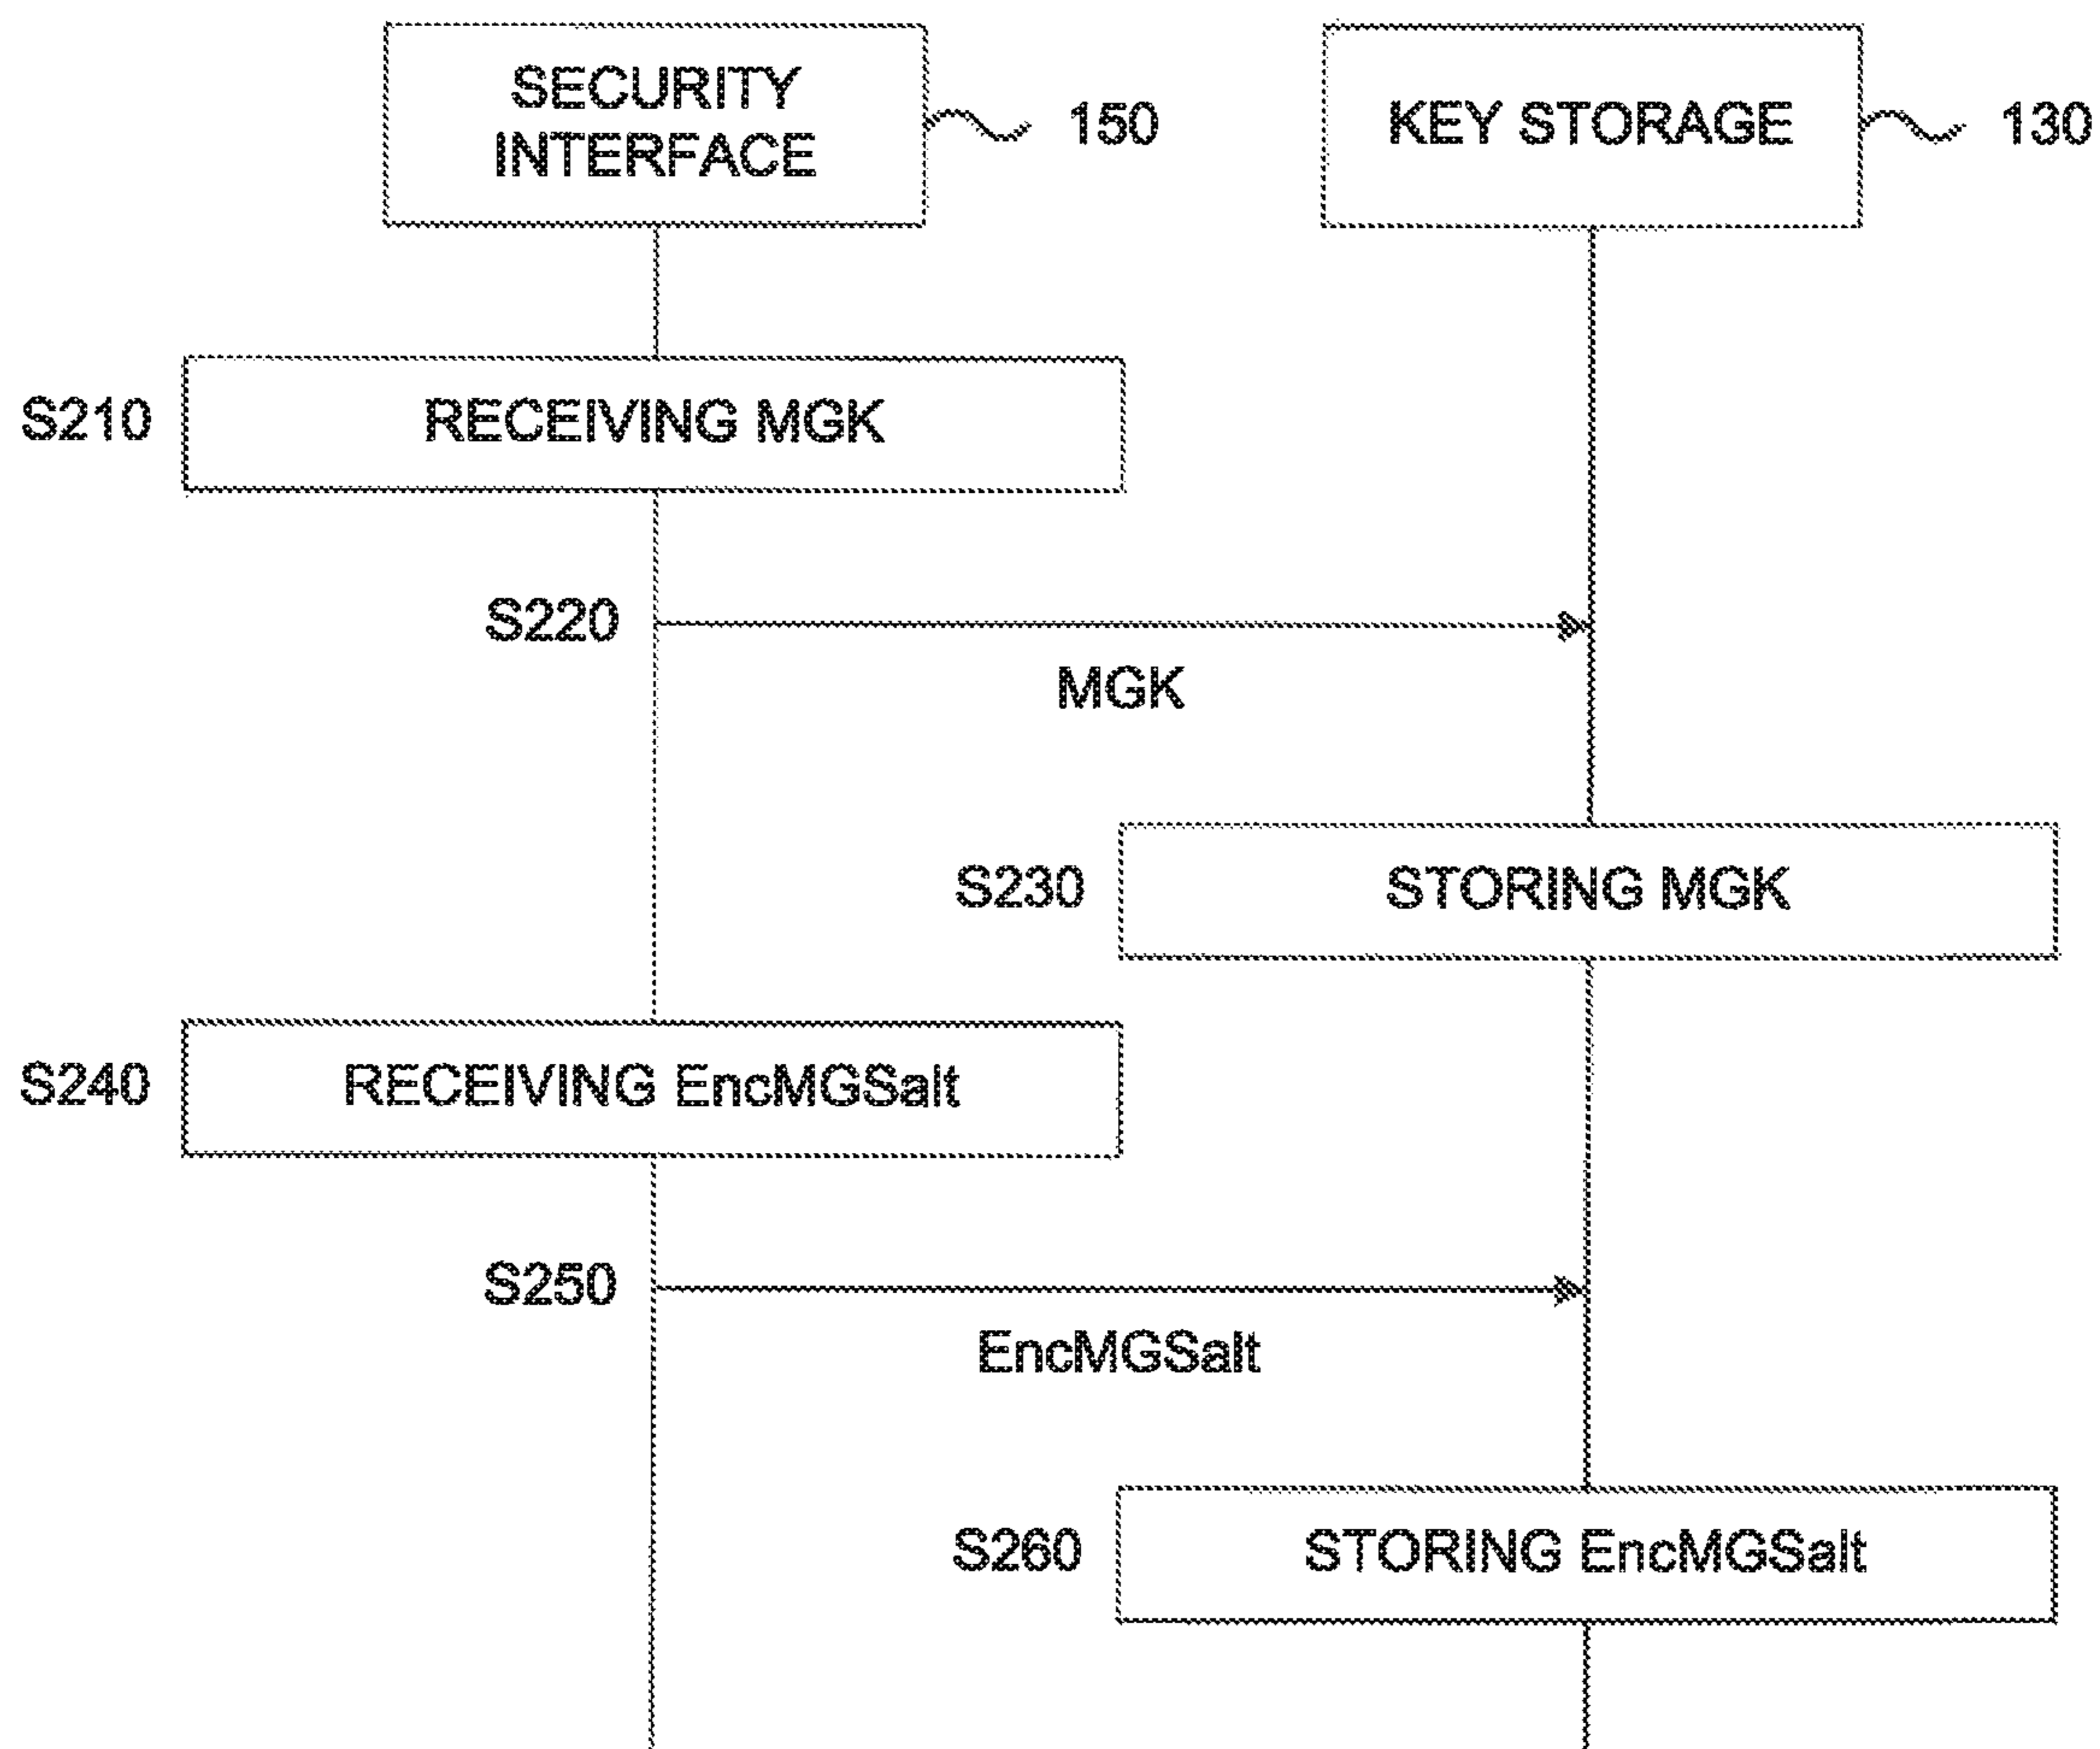 SECURITY
INTERFACE
150
KEY STORAGE
130
S210
RECEIVING MGK
S220
MGK
S230
STORING MGK
S240
RECEIVING EncMGSalt
S250
EncMGSalt
S260
STORING EncMGSalt